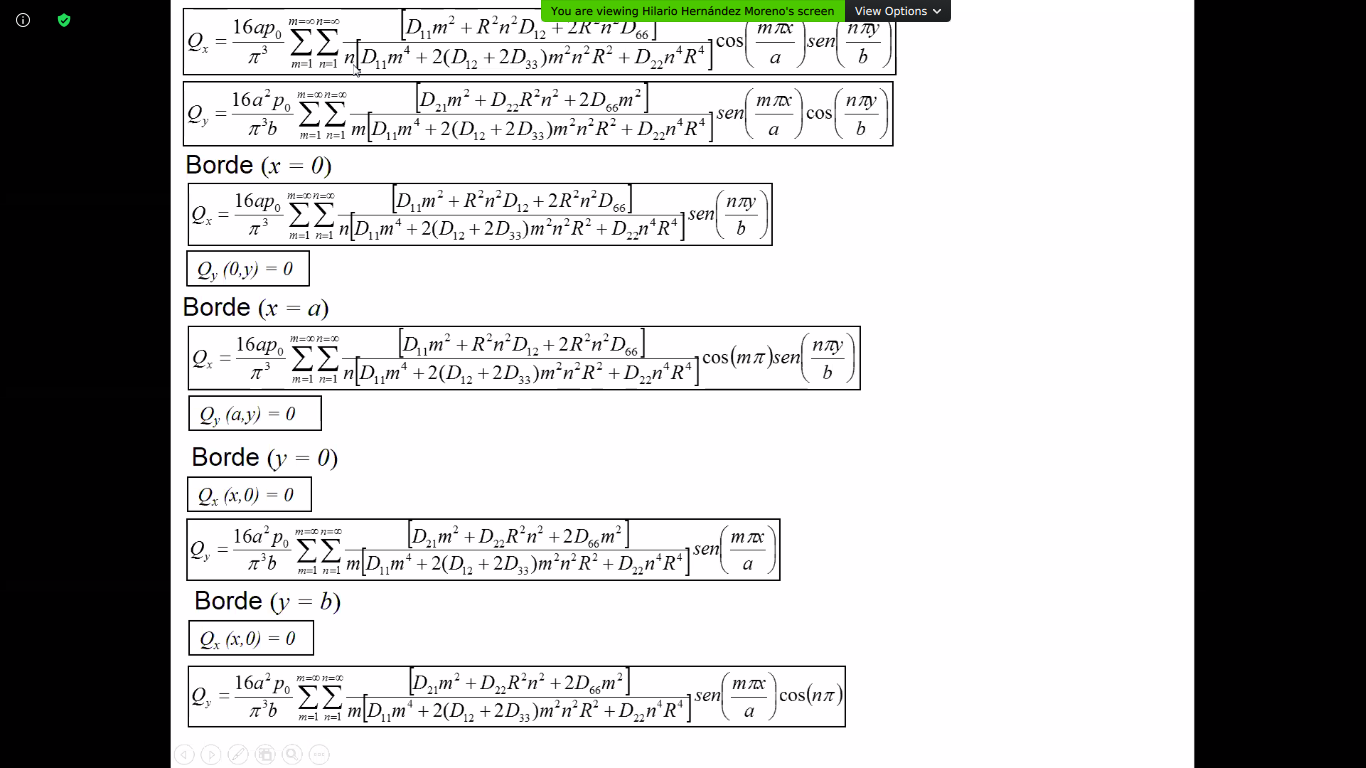 You are viewing Hilario Hernández Moreno's screen View Options
Q_x = \frac{16ap_0}{\pi^3} \sum_{m=1}^{m=\infty} \sum_{n=1}^{n=\infty} \frac{[D_{11}m^2 + R^2n^2D_{12} + 2R^2n^2D_{66}]}{n[D_{11}m^4 + 2(D_{12} + 2D_{33})m^2n^2R^2 + D_{22}n^4R^4]} \cos\left(\frac{m\pi x}{a}\right) sen\left(\frac{n\pi y}{b}\right)
Q_y = \frac{16a^2p_0}{\pi^3b} \sum_{m=1}^{m=\infty} \sum_{n=1}^{n=\infty} \frac{[D_{21}m^2 + D_{22}R^2n^2 + 2D_{66}m^2]}{m[D_{11}m^4 + 2(D_{12} + 2D_{33})m^2n^2R^2 + D_{22}n^4R^4]} sen\left(\frac{m\pi x}{a}\right) \cos\left(\frac{n\pi y}{b}\right)
Borde (x = 0)
Q_x = \frac{16ap_0}{\pi^3} \sum_{m=1}^{m=\infty} \sum_{n=1}^{n=\infty} \frac{[D_{11}m^2 + R^2n^2D_{12} + 2R^2n^2D_{66}]}{n[D_{11}m^4 + 2(D_{12} + 2D_{33})m^2n^2R^2 + D_{22}n^4R^4]} sen\left(\frac{n\pi y}{b}\right)
Q_y (0,y) = 0
Borde (x = a)
Q_x = \frac{16ap_0}{\pi^3} \sum_{m=1}^{m=\infty} \sum_{n=1}^{n=\infty} \frac{[D_{11}m^2 + R^2n^2D_{12} + 2R^2n^2D_{66}]}{n[D_{11}m^4 + 2(D_{12} + 2D_{33})m^2n^2R^2 + D_{22}n^4R^4]} \cos(m\pi) sen\left(\frac{n\pi y}{b}\right)
Q_y (a,y) = 0
Borde (y = 0)
Q_x (x,0) = 0
Q_y = \frac{16a^2p_0}{\pi^3b} \sum_{m=1}^{m=\infty} \sum_{n=1}^{n=\infty} \frac{[D_{21}m^2 + D_{22}R^2n^2 + 2D_{66}m^2]}{m[D_{11}m^4 + 2(D_{12} + 2D_{33})m^2n^2R^2 + D_{22}n^4R^4]} sen\left(\frac{m\pi x}{a}\right)
Borde (y = b)
Q_x (x,0) = 0
Q_y = \frac{16a^2p_0}{\pi^3b} \sum_{m=1}^{m=\infty} \sum_{n=1}^{n=\infty} \frac{[D_{21}m^2 + D_{22}R^2n^2 + 2D_{66}m^2]}{m[D_{11}m^4 + 2(D_{12} + 2D_{33})m^2n^2R^2 + D_{22}n^4R^4]} sen\left(\frac{m\pi x}{a}\right) \cos(n\pi)